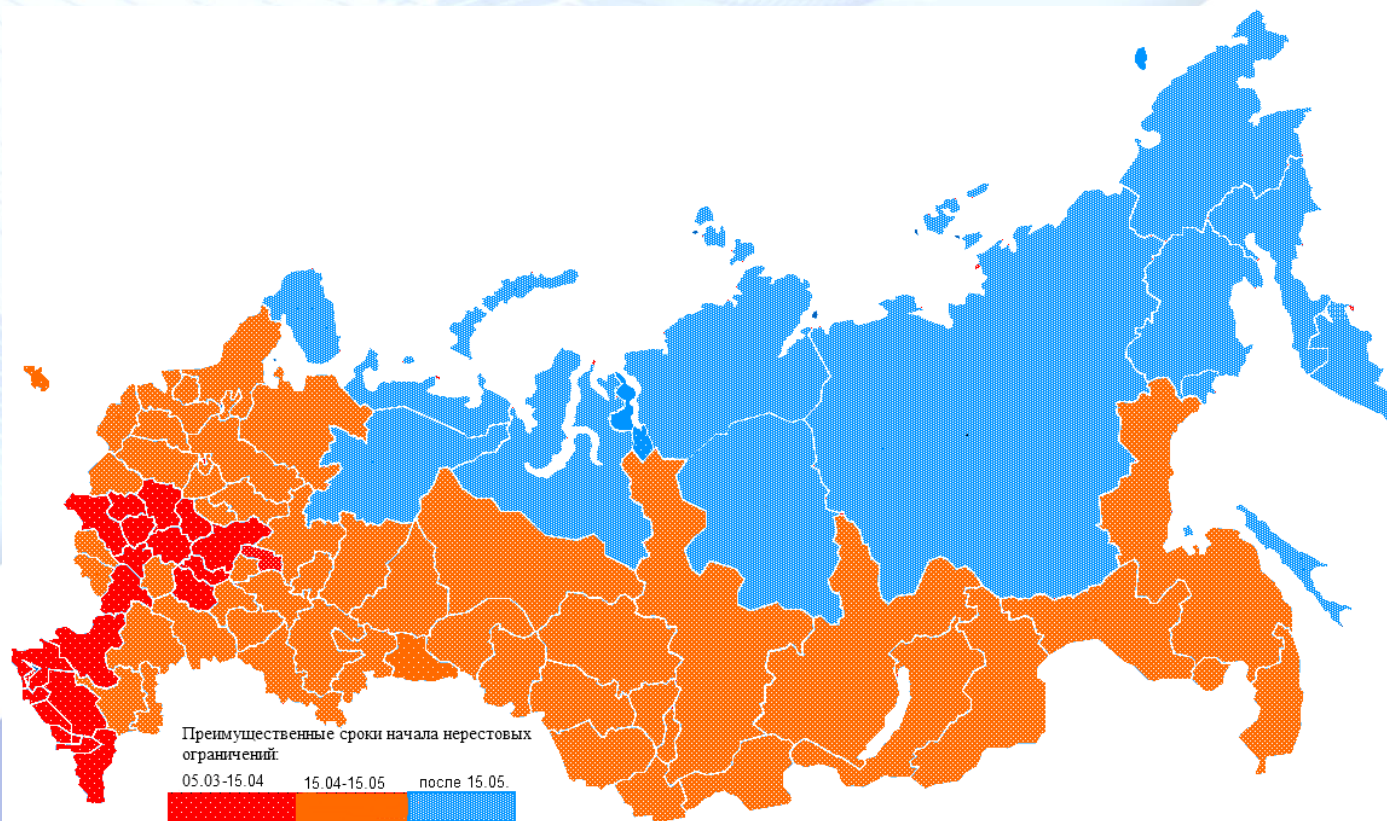 Преимущественные сроки начала нерестовых
ограничений:
05.03-15.04 15.04-15.05 после 15.05.